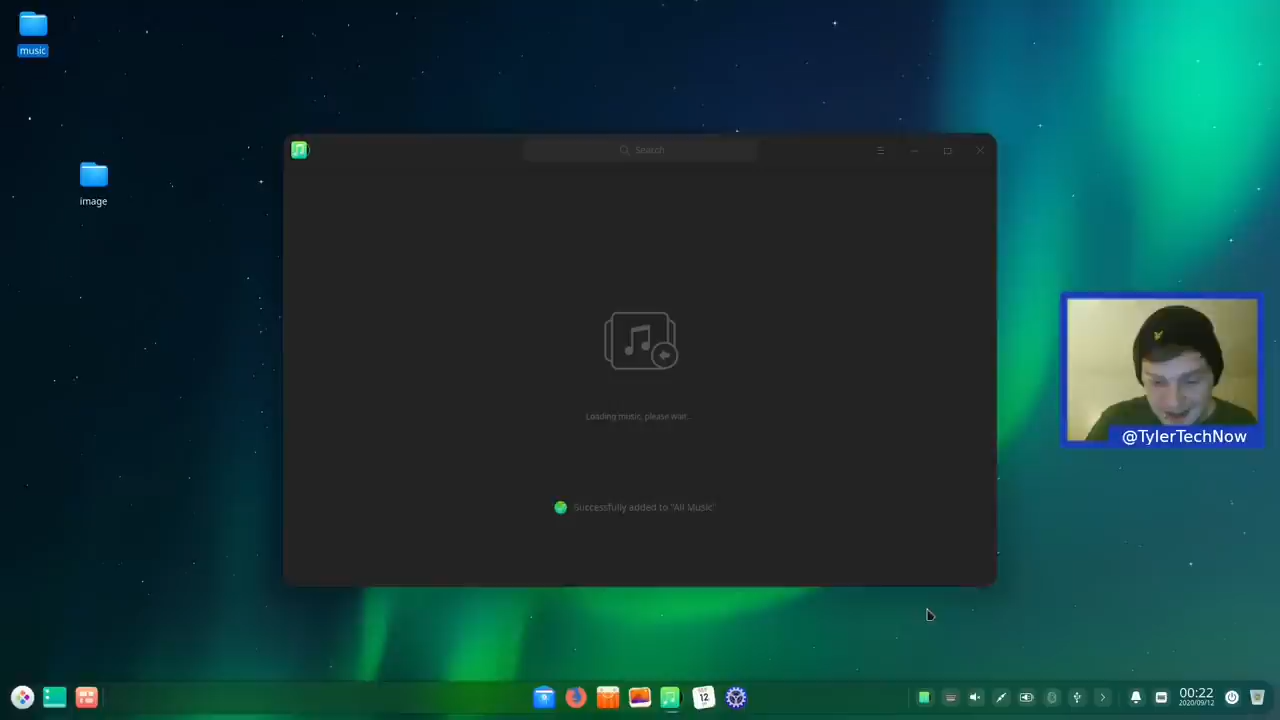 music
image
Search
Loading music, please wait...
Successfully added to "All Music"
@TylerTechNow
SEP
12
00:22
2020/09/12